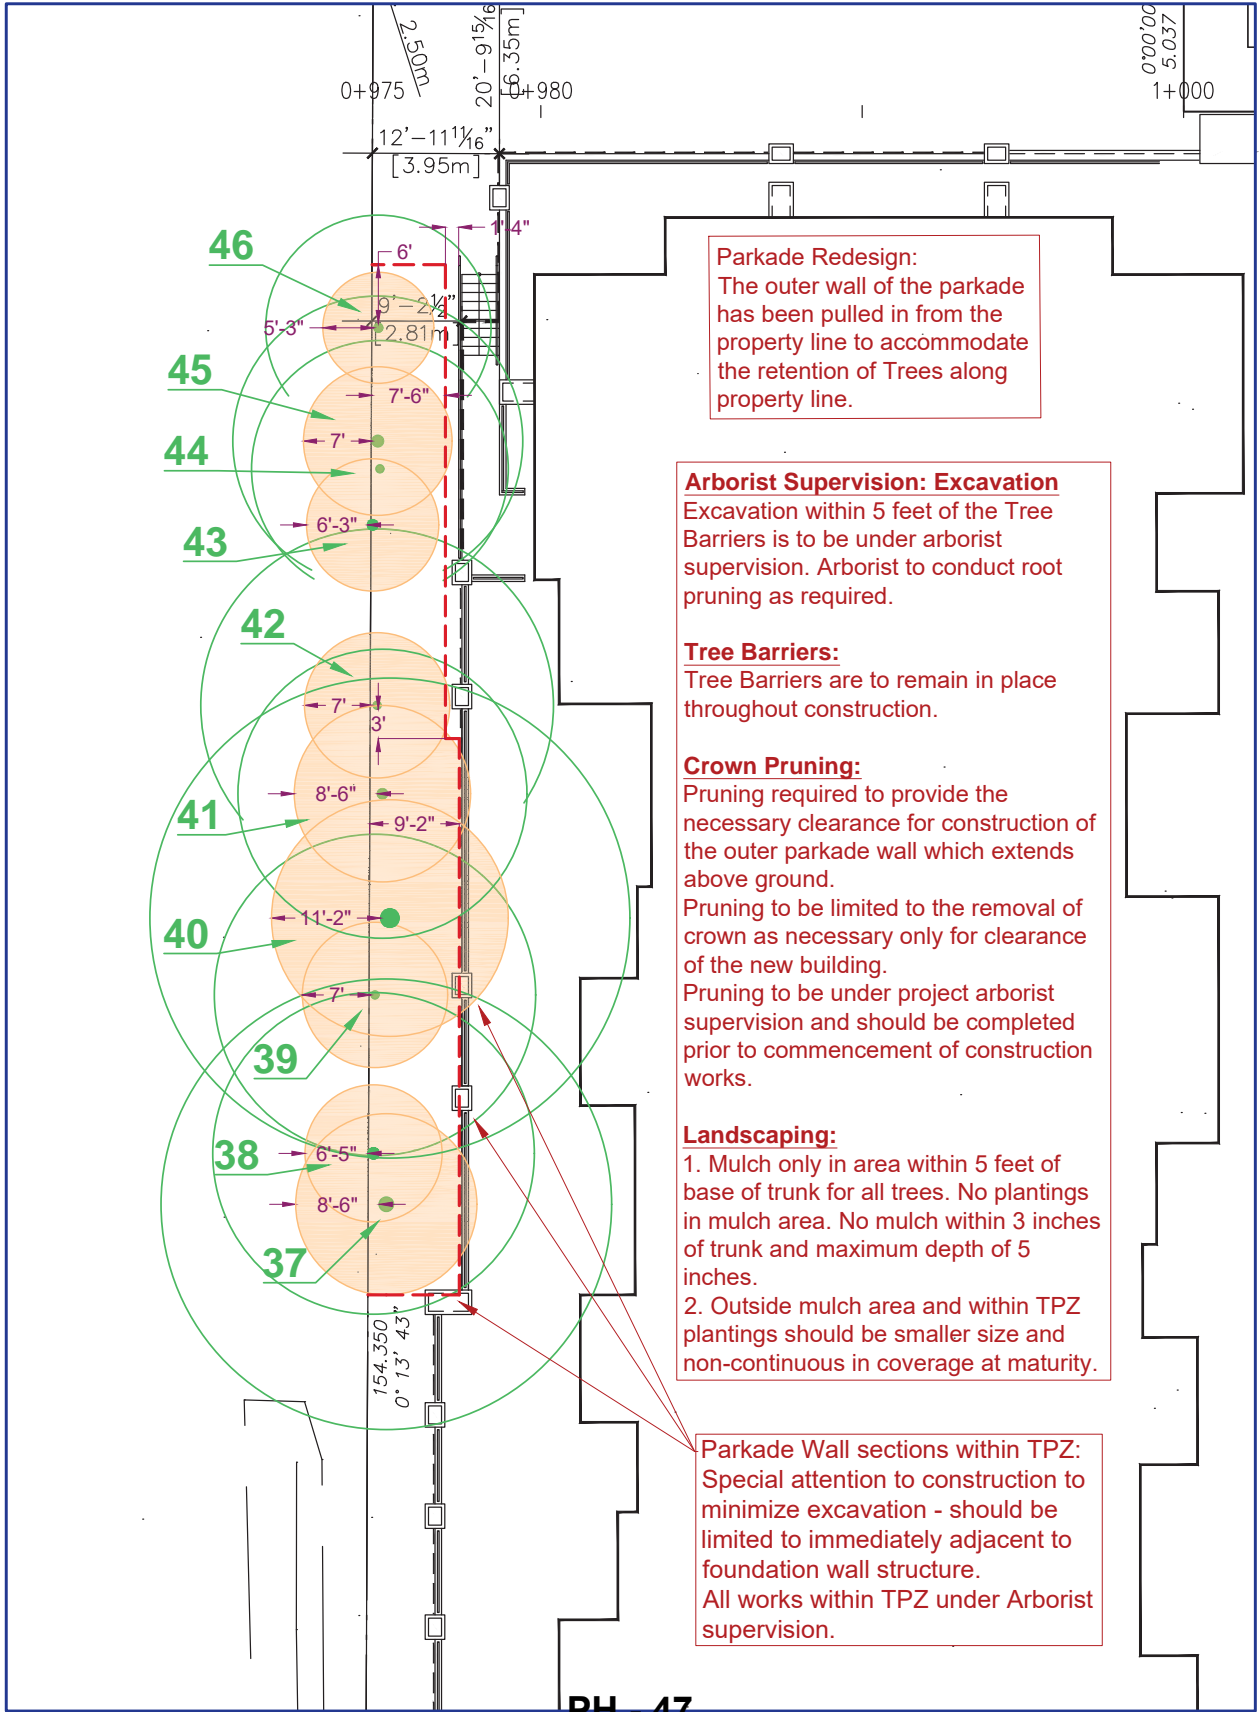 2.50m
20'-9 15/16"
[6.35m]
0°00'00
5.037
0+975
0+980
1+000
12'-11 11/16"
[3.95m]
1'-4"
46
6'
9'-2½"
[2.81m]
5'-3"
45
7'-6"
7'
44
6'-3"
43
42
7'
3'
8'-6"
41
9'-2"
11'-2"
40
7'
39
38
6'-5"
8'-6"
37
154.350
0° 13' 43"
Parkade Redesign:
The outer wall of the parkade
has been pulled in from the
property line to accommodate
the retention of Trees along
property line.
Arborist Supervision: Excavation
Excavation within 5 feet of the Tree
Barriers is to be under arborist
supervision. Arborist to conduct root
pruning as required.
Tree Barriers:
Tree Barriers are to remain in place
throughout construction.
Crown Pruning:
Pruning required to provide the
necessary clearance for construction of
the outer parkade wall which extends
above ground.
Pruning to be limited to the removal of
crown as necessary only for clearance
of the new building.
Pruning to be under project arborist
supervision and should be completed
prior to commencement of construction
works.
Landscaping:
1. Mulch only in area within 5 feet of
base of trunk for all trees. No plantings
in mulch area. No mulch within 3 inches
of trunk and maximum depth of 5
inches.
2. Outside mulch area and within TPZ
plantings should be smaller size and
non-continuous in coverage at maturity.
Parkade Wall sections within TPZ:
Special attention to construction to
minimize excavation - should be
limited to immediately adjacent to
foundation wall structure.
All works within TPZ under Arborist
supervision.
PH - 47